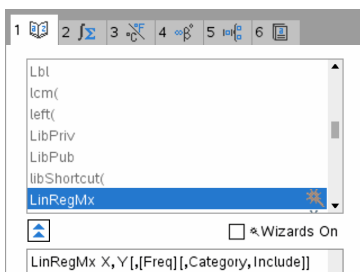 1 2 ∫Σ 3 °C°F 4 ∞β° 5 6
Lbl
lcm(
left(
LibPriv
LibPub
libShortcut(
LinRegMx
Wizards On
LinRegMx X,Y[,[Freq][,Category,Include]]